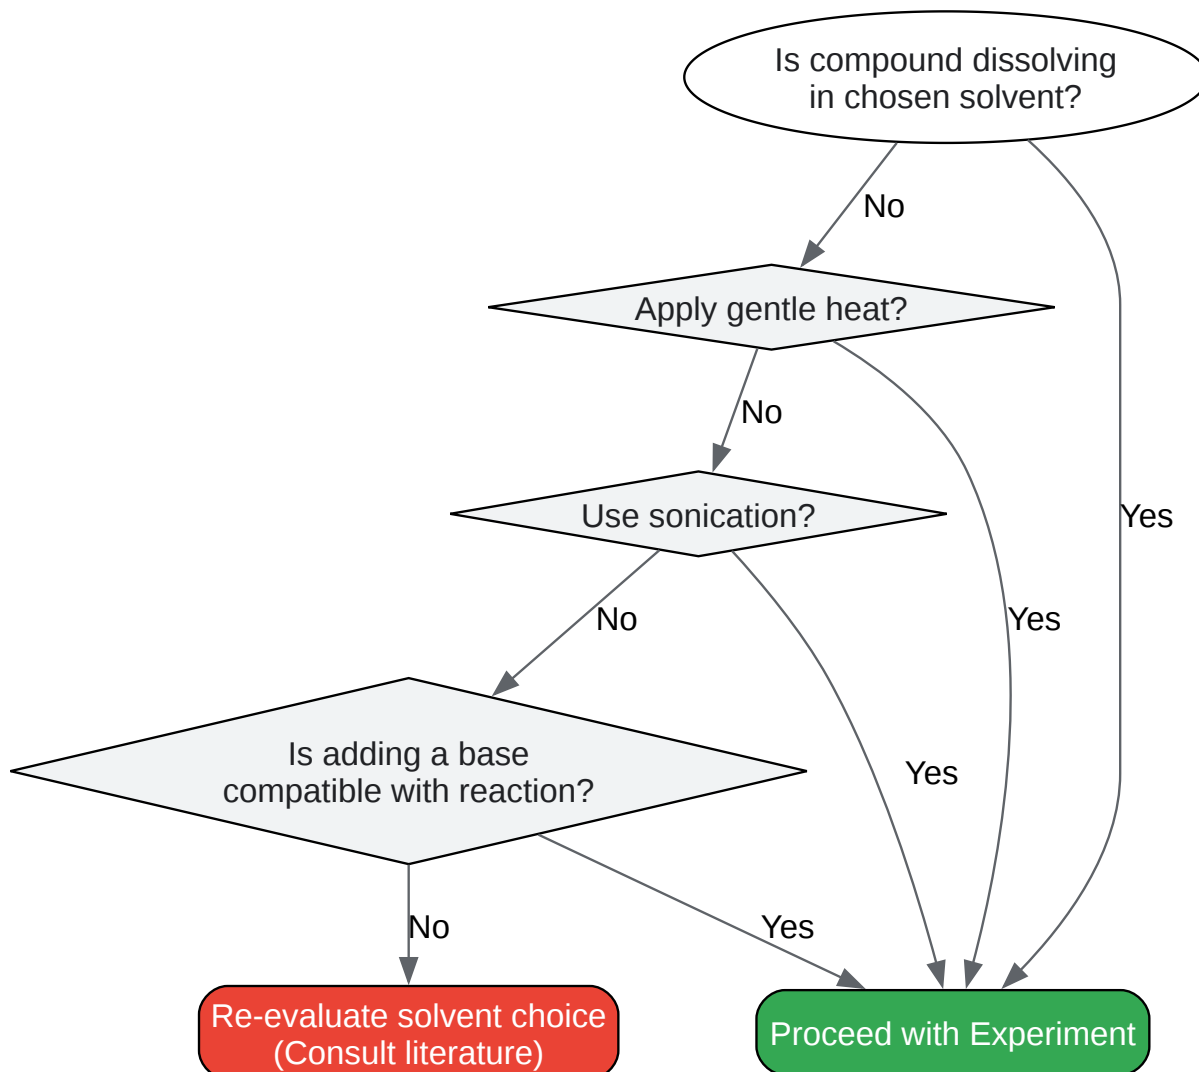 Is compound dissolving
in chosen solvent?
No
Apply gentle heat?
No
Use sonication?
Yes
No
Yes
Is adding a base
compatible with reaction?
Yes
No
Yes
Re-evaluate solvent choice
(Consult literature)
Proceed with Experiment